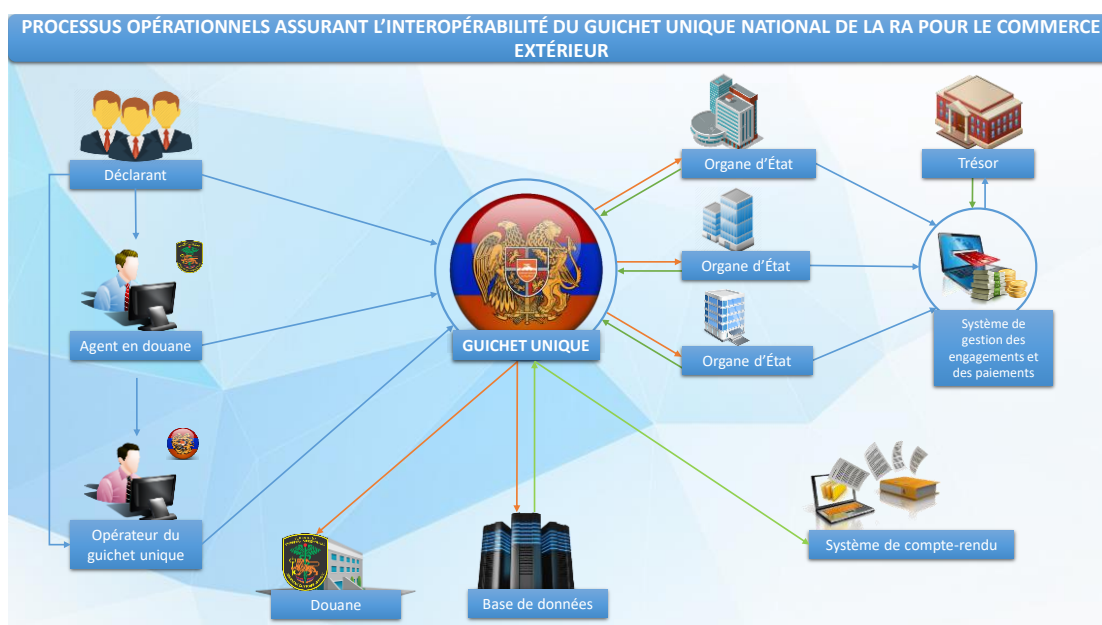 PROCESSUS OPÉRATIONNELS ASSURANT L’INTEROPÉRABILITÉ DU GUICHET UNIQUE NATIONAL DE LA RA POUR LE COMMERCE
EXTÉRIEUR
Déclarant
Agent en douane
Opérateur du
guichet unique
GUICHET UNIQUE
Organe d’État
Organe d’État
Organe d’État
Trésor
Système de
gestion des
engagements et
des paiements
Système de compte-rendu
Douane
Base de données